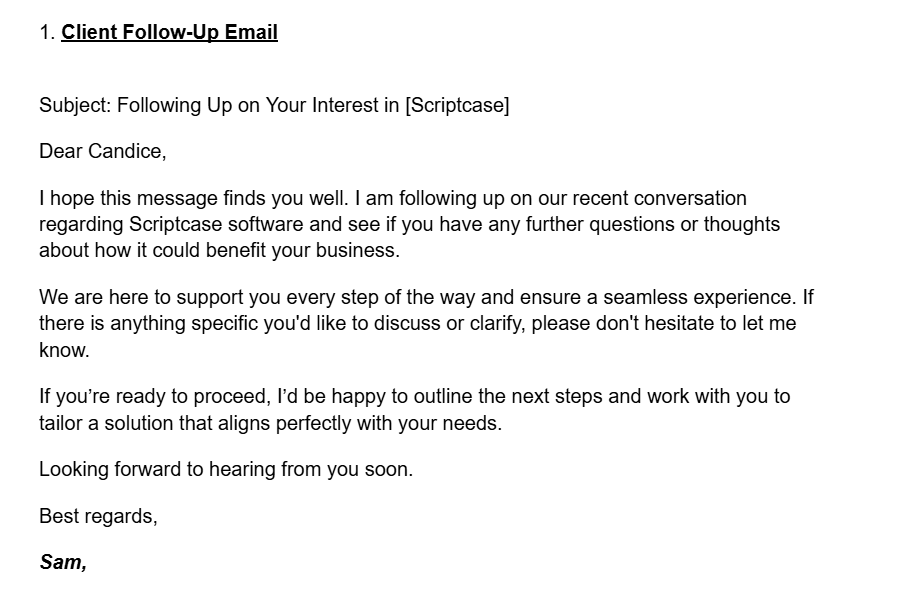 1. Client Follow-Up Email
Subject: Following Up on Your Interest in [Scriptcase]
Dear Candice,
I hope this message finds you well. I am following up on our recent conversation
regarding Scriptcase software and see if you have any further questions or thoughts
about how it could benefit your business.
We are here to support you every step of the way and ensure a seamless experience. If
there is anything specific you'd like to discuss or clarify, please don't hesitate to let me
know.
If you’re ready to proceed, I’d be happy to outline the next steps and work with you to
tailor a solution that aligns perfectly with your needs.
Looking forward to hearing from you soon.
Best regards,
Sam,